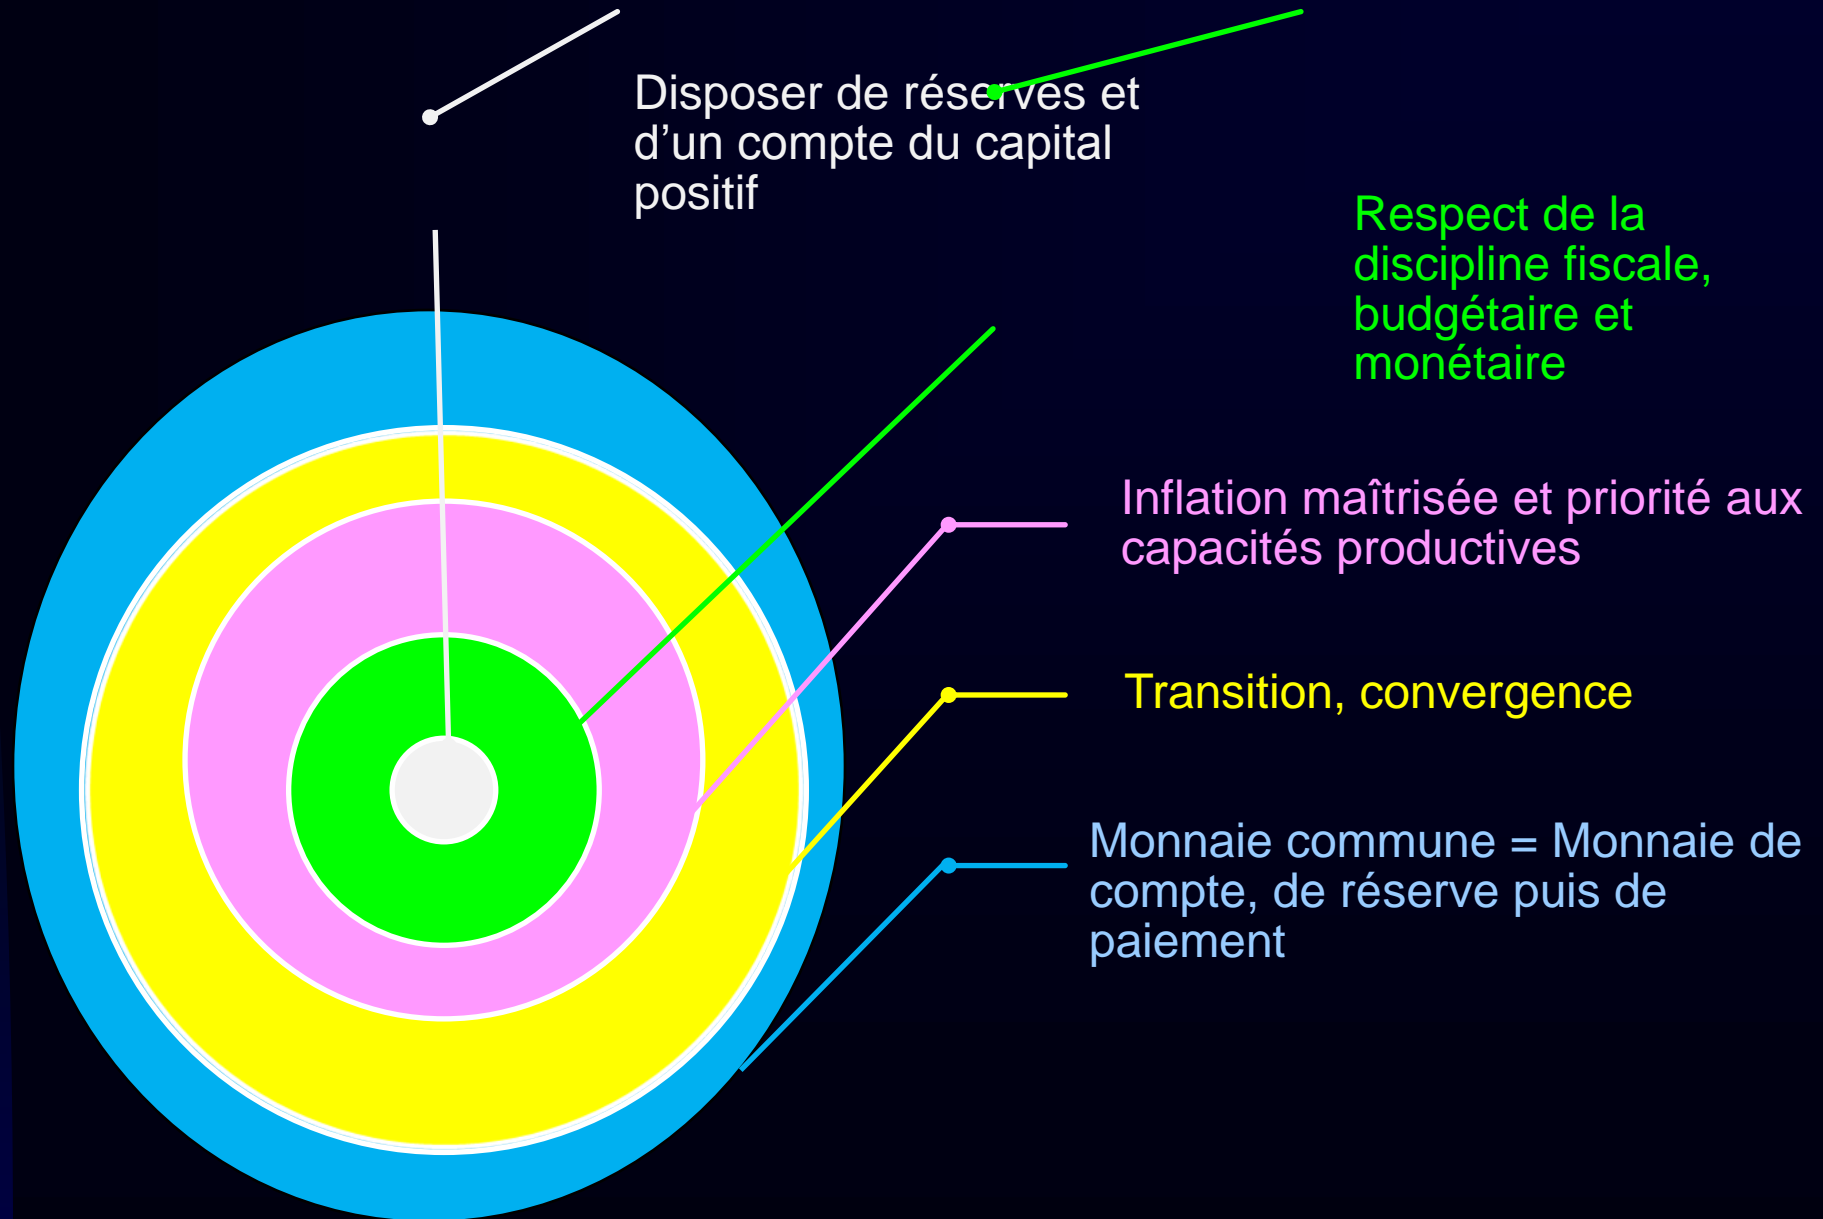 Disposer de réserves et
d’un compte du capital
positif
Respect de la
discipline fiscale,
budgétaire et
monétaire
Inflation maîtrisée et priorité aux
capacités productives
Transition, convergence
Monnaie commune = Monnaie de
compte, de réserve puis de
paiement